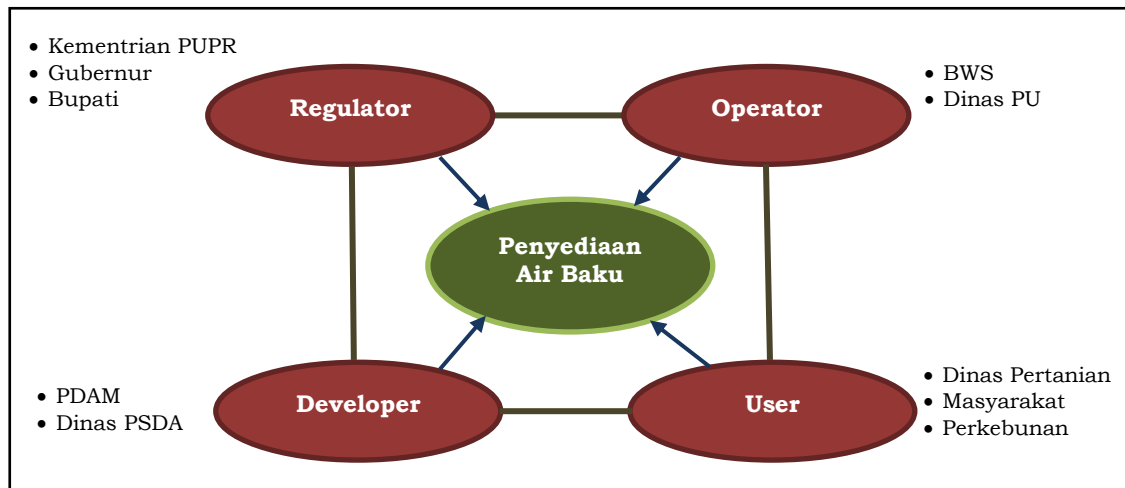 • Kementrian PUPR
• Gubernur
• Bupati
Regulator
Operator
• BWS
• Dinas PU
Penyediaan
Air Baku
• PDAM
• Dinas PSDA
Developer
User
• Dinas Pertanian
• Masyarakat
• Perkebunan